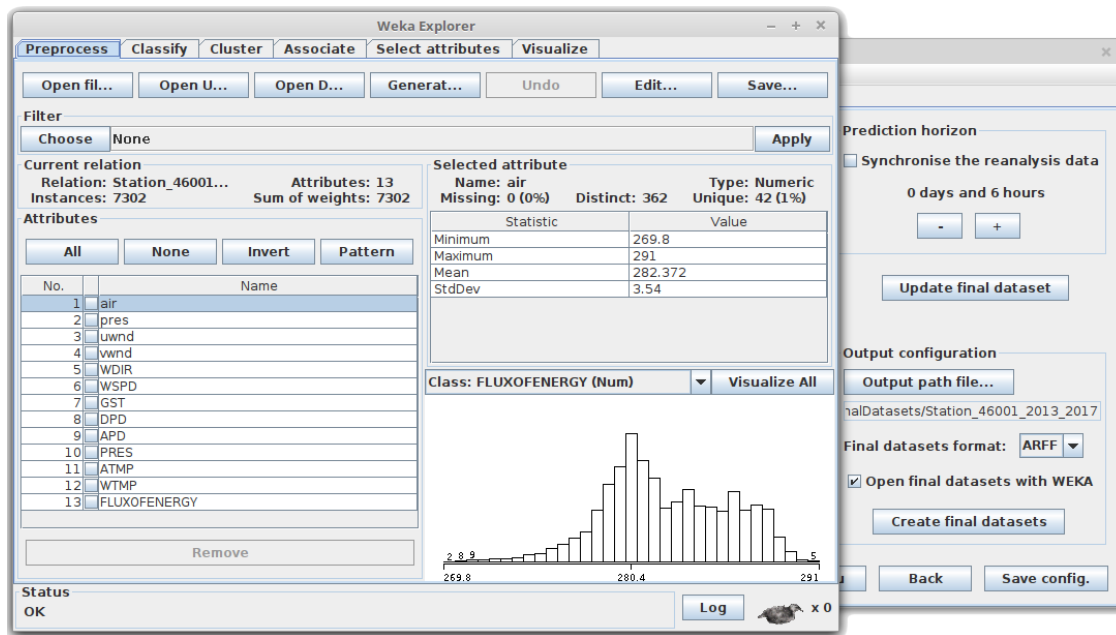 Weka Explorer
Preprocess Classify Cluster Associate Select attributes Visualize
Open fil... Open U... Open D... Generat... Undo Edit... Save...
Filter
Choose None Apply
Current relation
Relation: Station_46001... Attributes: 13
Instances: 7302 Sum of weights: 7302
Attributes
All None Invert Pattern
No. Name
1 air
2 pres
3 uwnd
4 vwnd
5 WDIR
6 WSPD
7 GST
8 DPD
9 APD
10 PRES
11 ATMP
12 WTMP
13 FLUXOFENERGY
Remove
Selected attribute
Name: air Type: Numeric
Missing: 0 (0%) Distinct: 362 Unique: 42 (1%)
Statistic Value
Minimum 269.8
Maximum 291
Mean 282.372
StdDev 3.54
Class: FLUXOFENERGY (Num) Visualize All
2 8 9 5
269.8 280.4 291
Status
OK
Log x 0
Prediction horizon
Synchronise the reanalysis data
0 days and 6 hours
- +
Update final dataset
Output configuration
Output path file...
nalDatasets/Station_46001_2013_2017
Final datasets format: ARFF
Open final datasets with WEKA
Create final datasets
Back Save config.